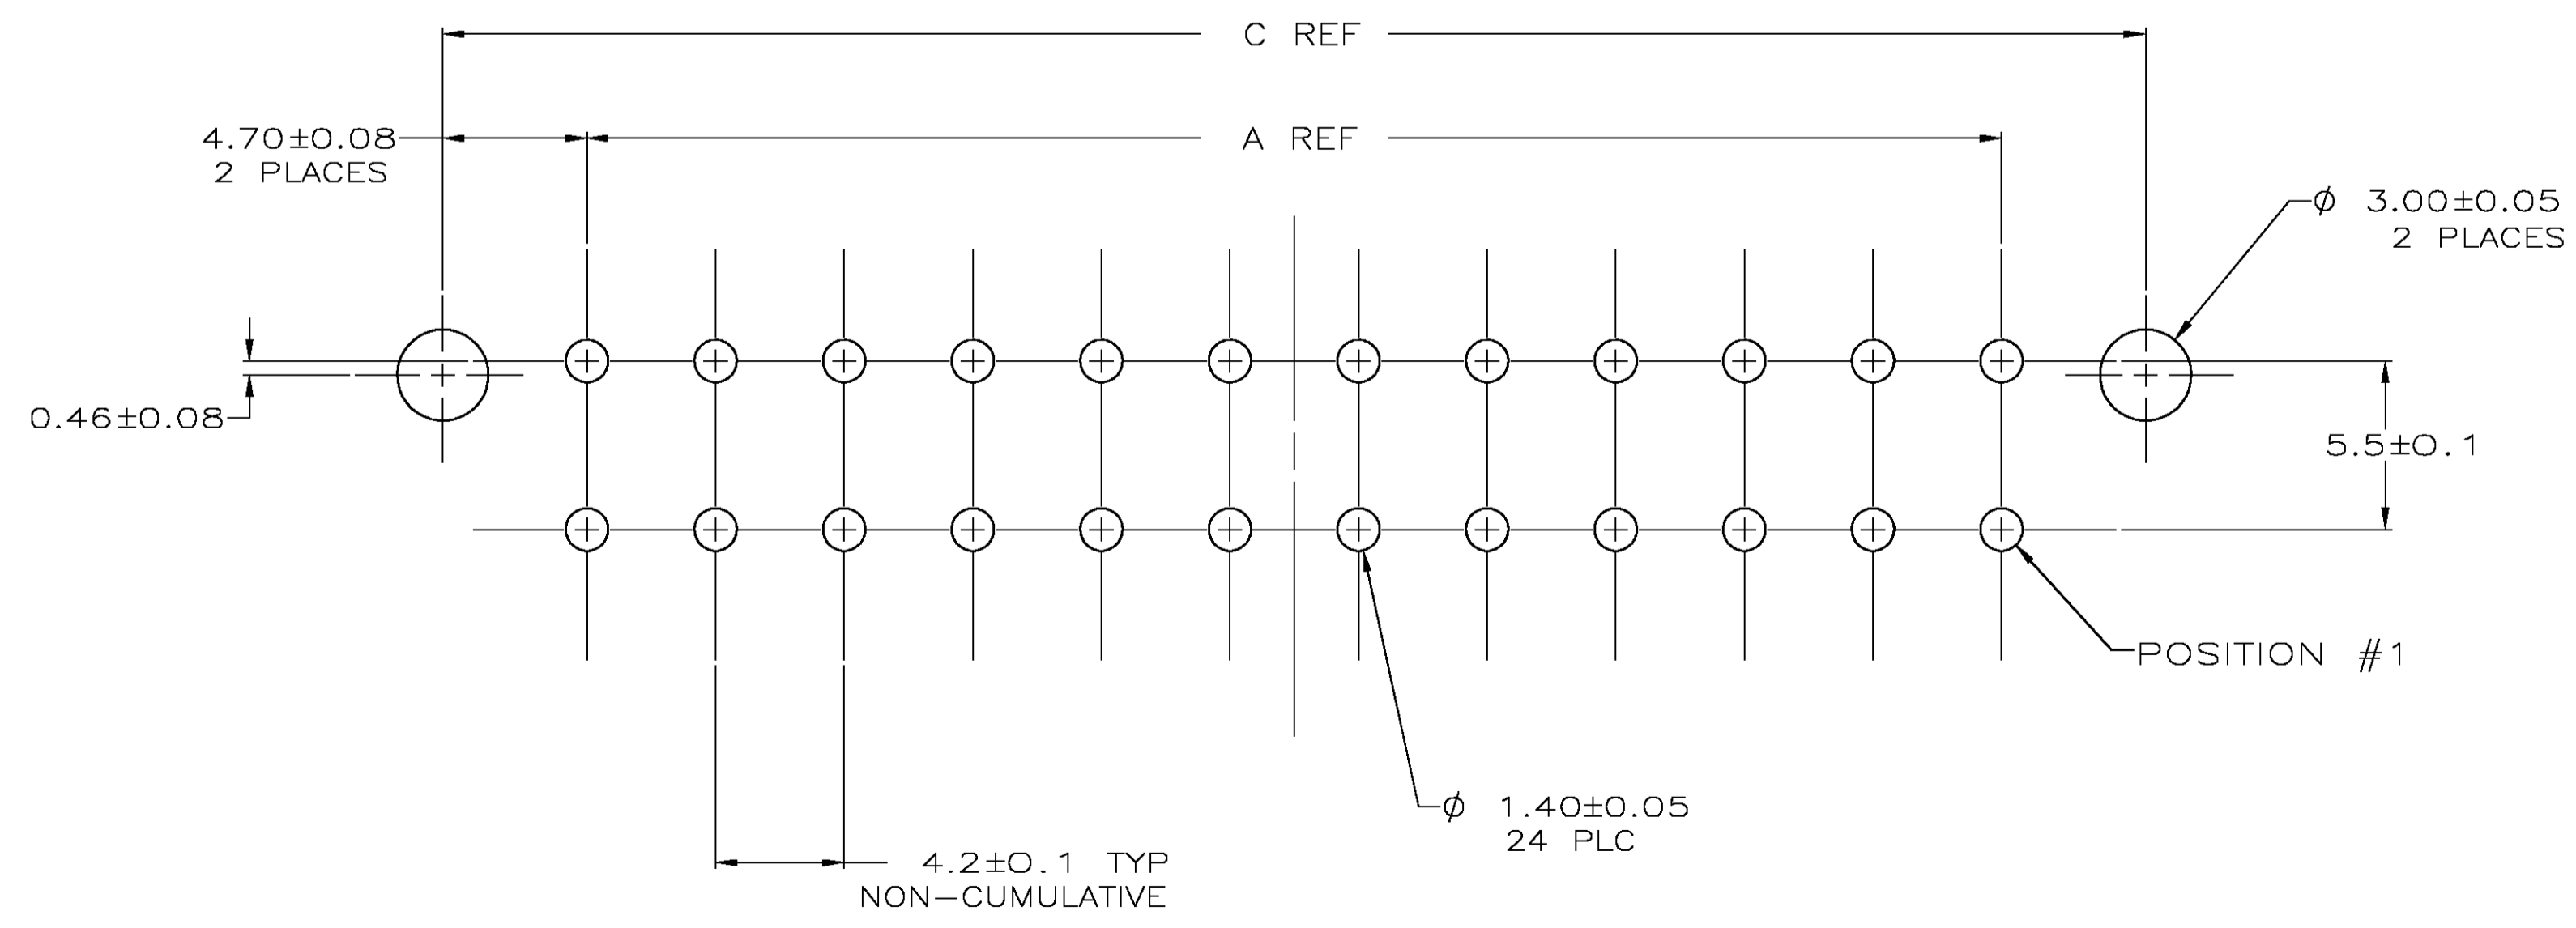 C REF
4.70±0.08
2 PLACES
A REF
ϕ 3.00±0.05
2 PLACES
0.46±0.08
5.5±0.1
POSITION #1
ϕ 1.40±0.05
24 PLC
4.2±0.1 TYP
NON-CUMULATIVE